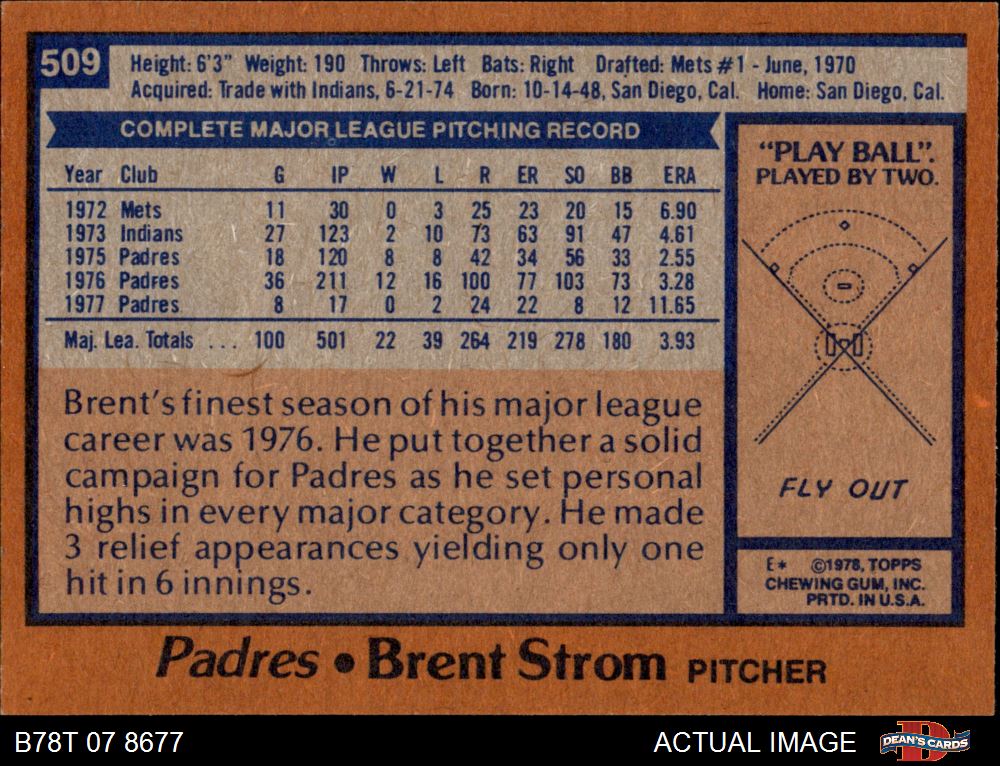 509
Height: 6'3" Weight: 190 Throws: Left Bats: Right Drafted: Mets #1 - June, 1970
Acquired: Trade with Indians, 6-21-74 Born: 10-14-48, San Diego, Cal. Home: San Diego, Cal.
COMPLETE MAJOR LEAGUE PITCHING RECORD
Year Club G IP W L R ER SO BB ERA
1972 Mets 11 30 0 3 25 23 20 15 6.90
1973 Indians 27 123 2 10 73 63 91 47 4.61
1975 Padres 18 120 8 8 42 34 56 33 2.55
1976 Padres 36 211 12 16 100 77 103 73 3.28
1977 Padres 8 17 0 2 24 22 8 12 11.65
Maj. Lea. Totals ... 100 501 22 39 264 219 278 180 3.93
Brent's finest season of his major league
career was 1976. He put together a solid
campaign for Padres as he set personal
highs in every major category. He made
3 relief appearances yielding only one
hit in 6 innings.
"PLAY BALL".
PLAYED BY TWO.
FLY OUT
E* ©1978, TOPPS
CHEWING GUM, INC.
PRTD. IN U.S.A.
Padres • Brent Strom PITCHER
B78T 07 8677
ACTUAL IMAGE
DEAN'S CARDS